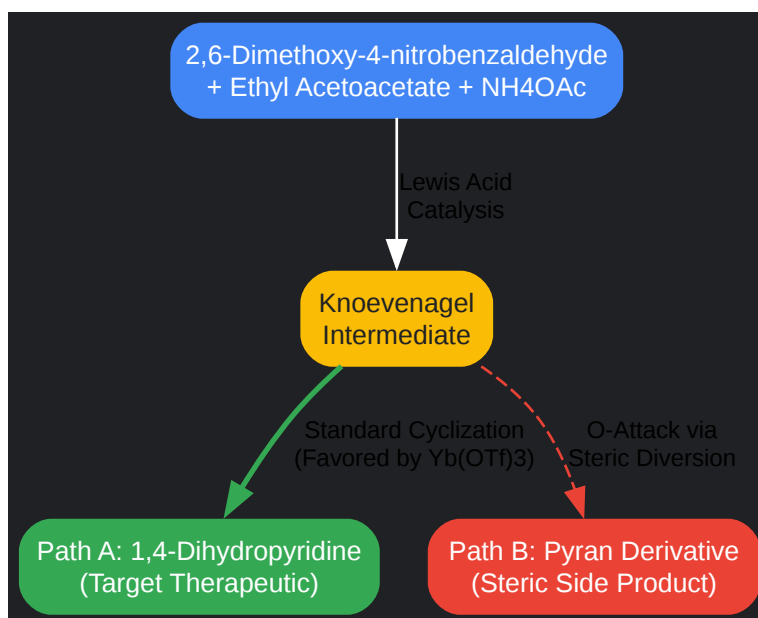 2,6-Dimethoxy-4-nitrobenzaldehyde
+ Ethyl Acetoacetate + NH4OAc
Lewis Acid
Catalysis
Knoevenagel
Intermediate
Standard Cyclization
(Favored by Yb(OTf)3)
O-Attack via
Steric Diversion
Path A: 1,4-Dihydropyridine
(Target Therapeutic)
Path B: Pyran Derivative
(Steric Side Product)